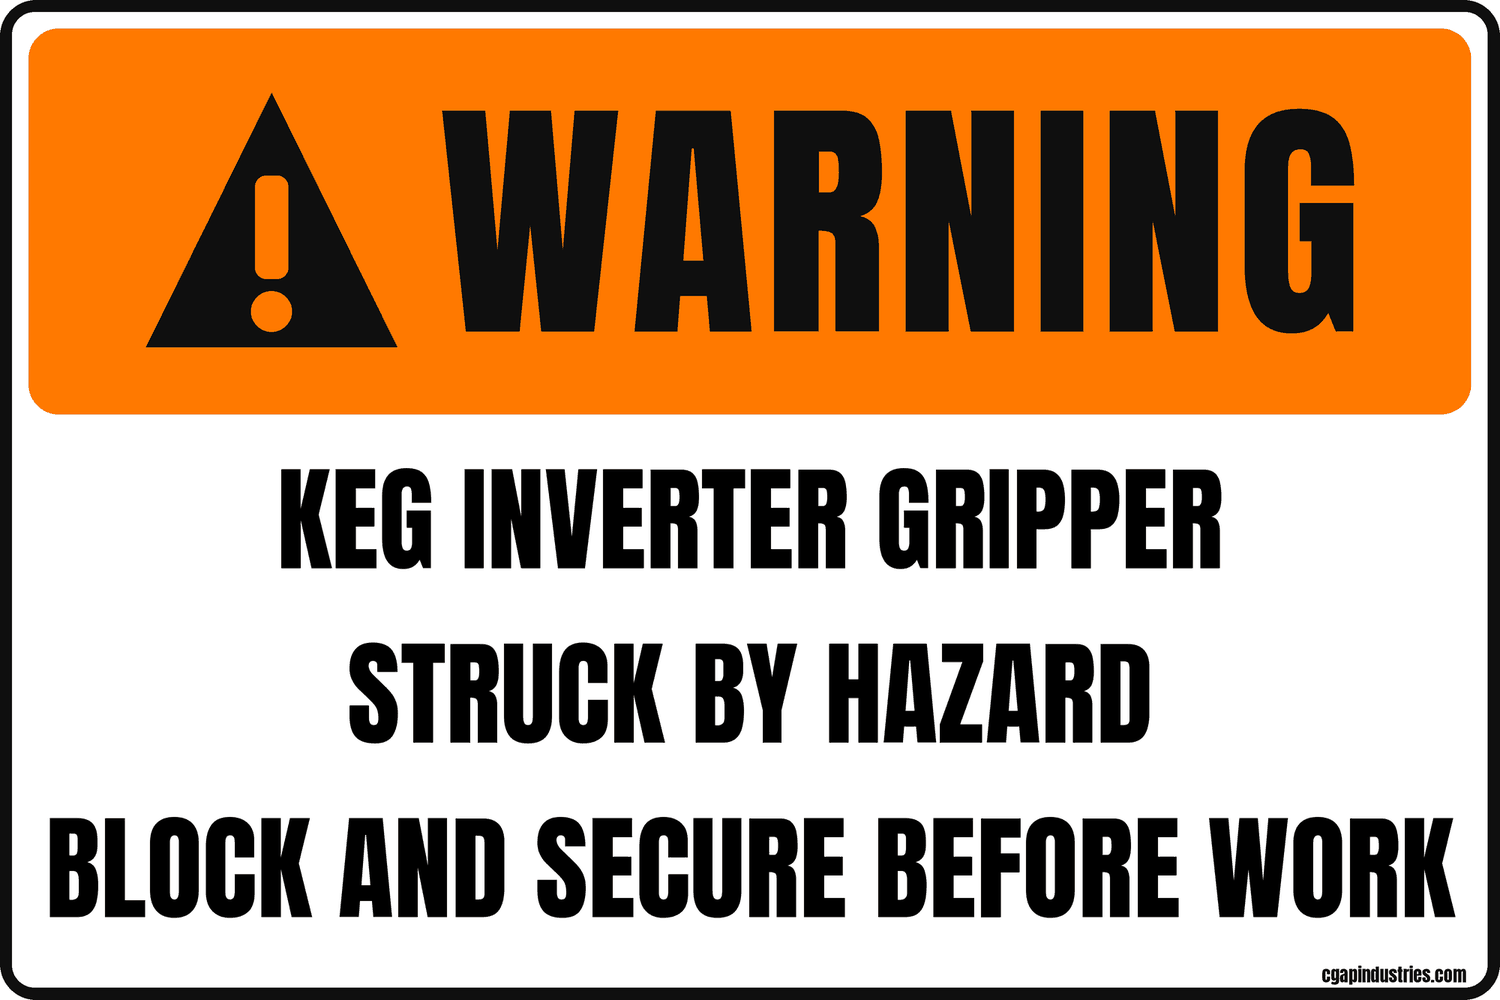 WARNING
KEG INVERTER GRIPPER
STRUCK BY HAZARD
BLOCK AND SECURE BEFORE WORK
cgapindustries.com